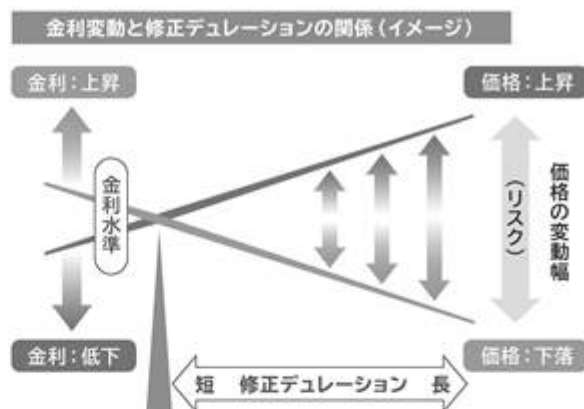 金利変動と修正デュレーションの関係(イメージ)
金利:上昇
価格:上昇
金利水準
価格の変動幅
(リスク)
金利:低下
価格:下落
短 修正デュレーション 長